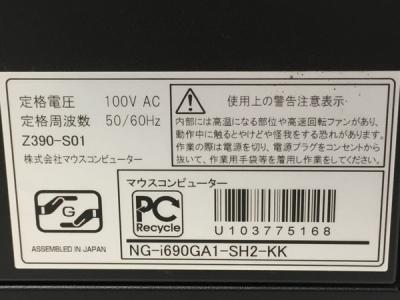 定格電圧 100V AC
定格周波数 50/60Hz
Z390-S01
株式会社マウスコンピューター
使用上の警告注意表示
内部には高温になる部位や高速回転ファンがあり、
動作中に触るとやけどや怪我をする恐れがあります。
作業の際は電源を切り、電源プラグをコンセントから
抜いて、作業用手袋等を着用し作業をしてください。
G
ASSEMBLED IN JAPAN
マウスコンピューター
PC
Recycle
U103775168
NG-i690GA1-SH2-KK